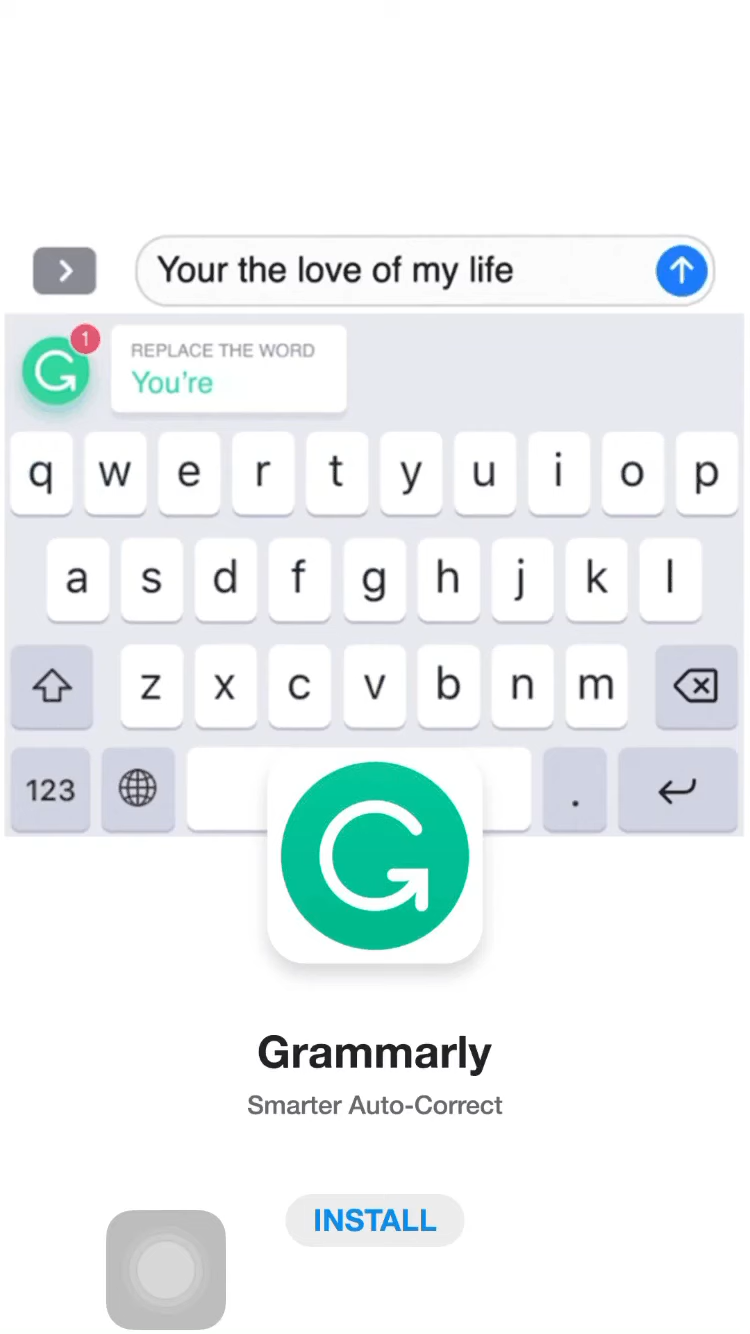 Your the love of my life
1
REPLACE THE WORD
You're
q w e r t y u i o p
a s d f g h j k l
z x c v b n m
123 .
G
Grammarly
Smarter Auto-Correct
INSTALL